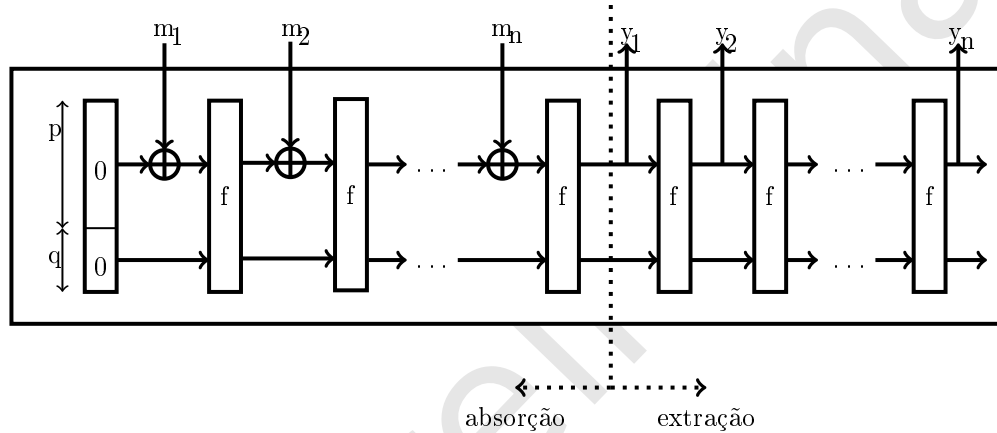 m1 m2 mn y1 y2 yn
p
0 ... ...
f f f f f f
q
0 ... ...
absorção extração